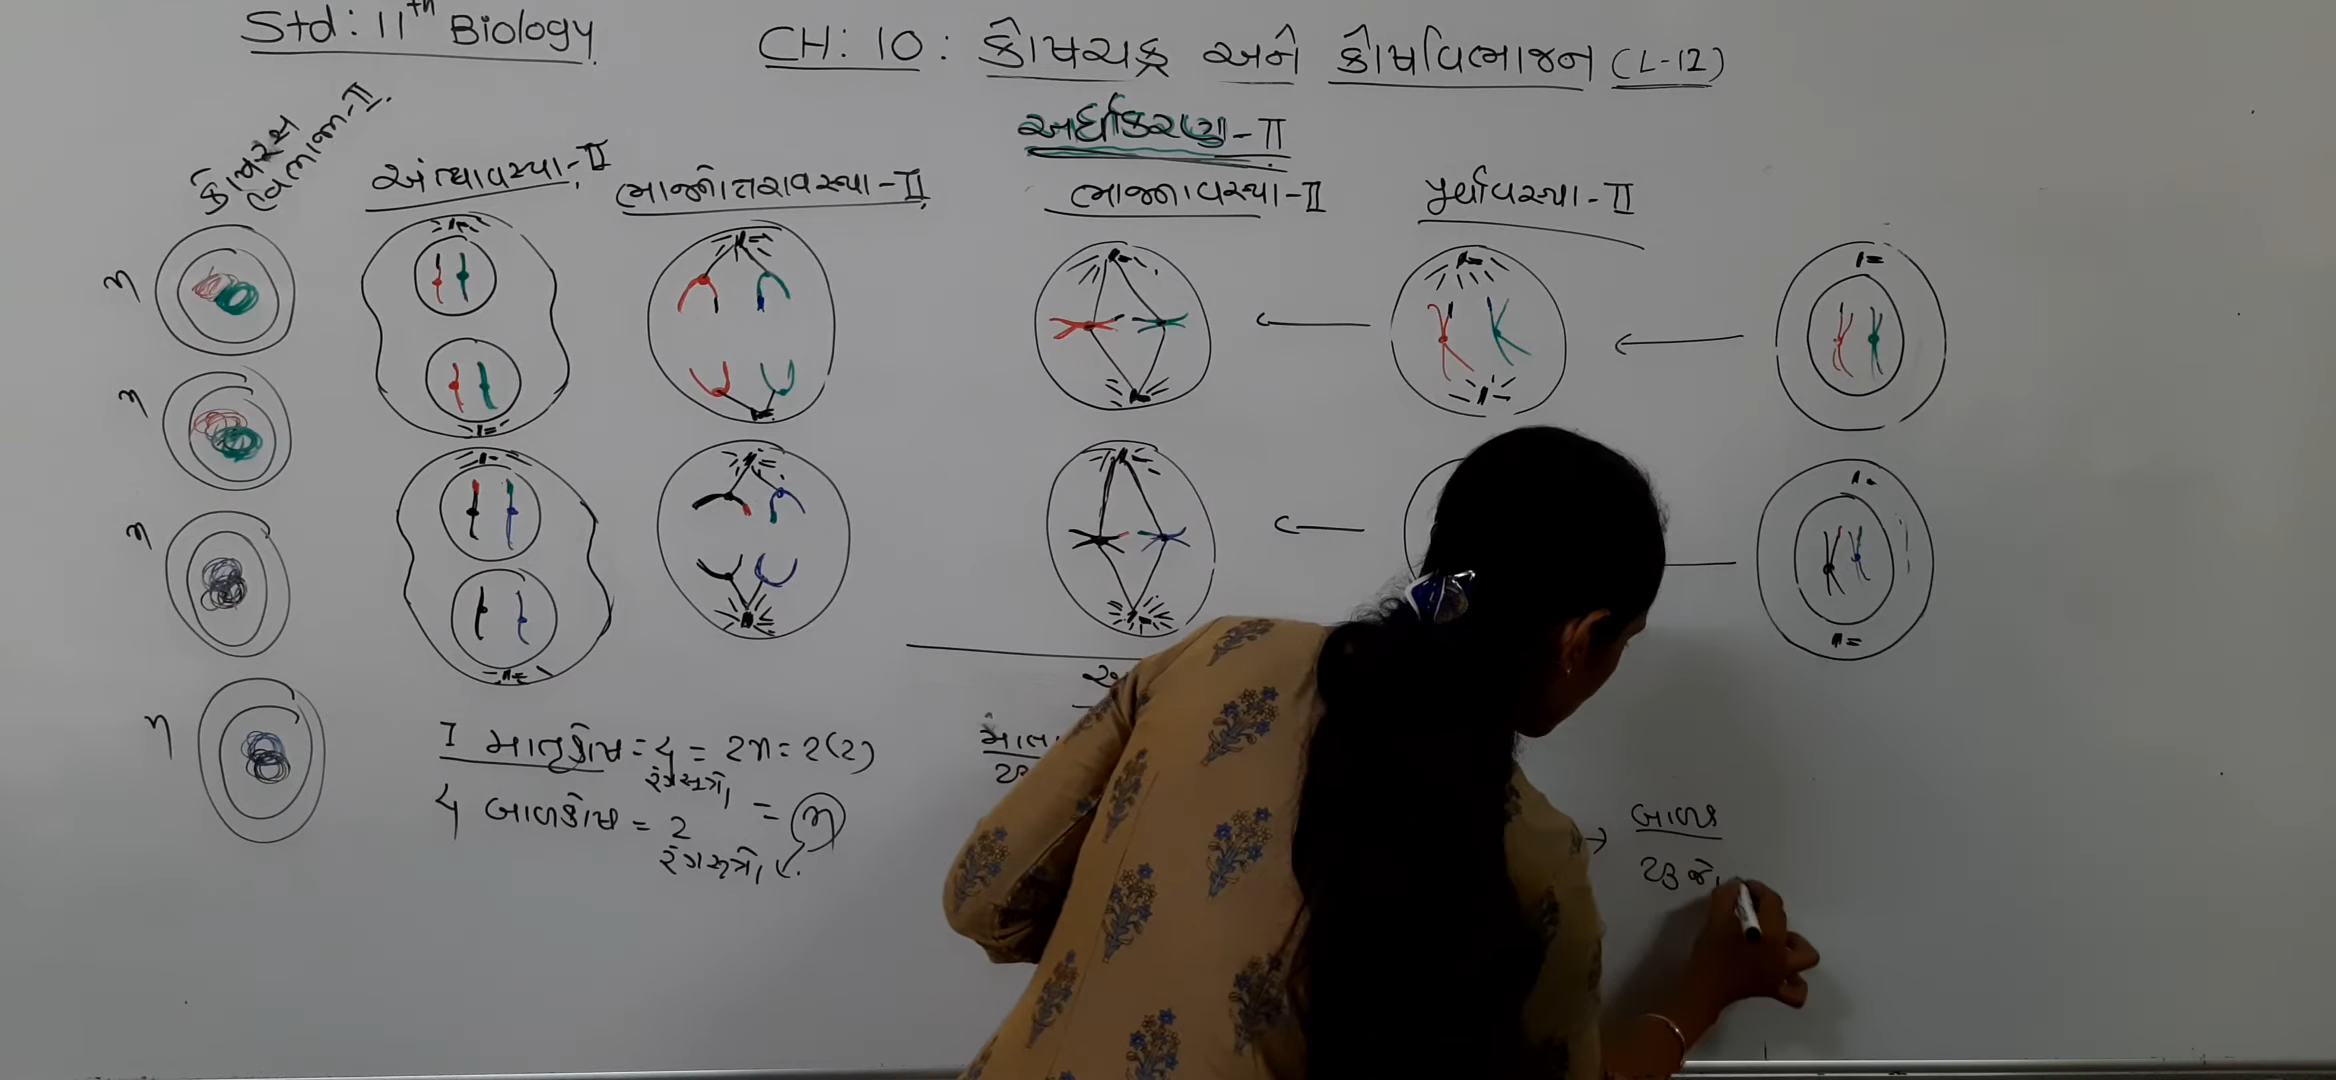 Std: 11th Biology
CH: 10: કોષચક્ર અને કોષવિભાજન (L-12)
અર્ધીકરણ-II
કોષરસ
વિભાજન-II.
અંત્યાવસ્થા-II
ભાજનોત્તરાવસ્થા-II
ભાજનાવસ્થા-II
પૂર્વાવસ્થા-II
n
n
n
n
I માતૃકોષ = 4 = 2n = 2(2)
રંગસૂત્રો
4 બાળકોષ = 2 = n
રંગસૂત્રો
→ બાળક
23 જો